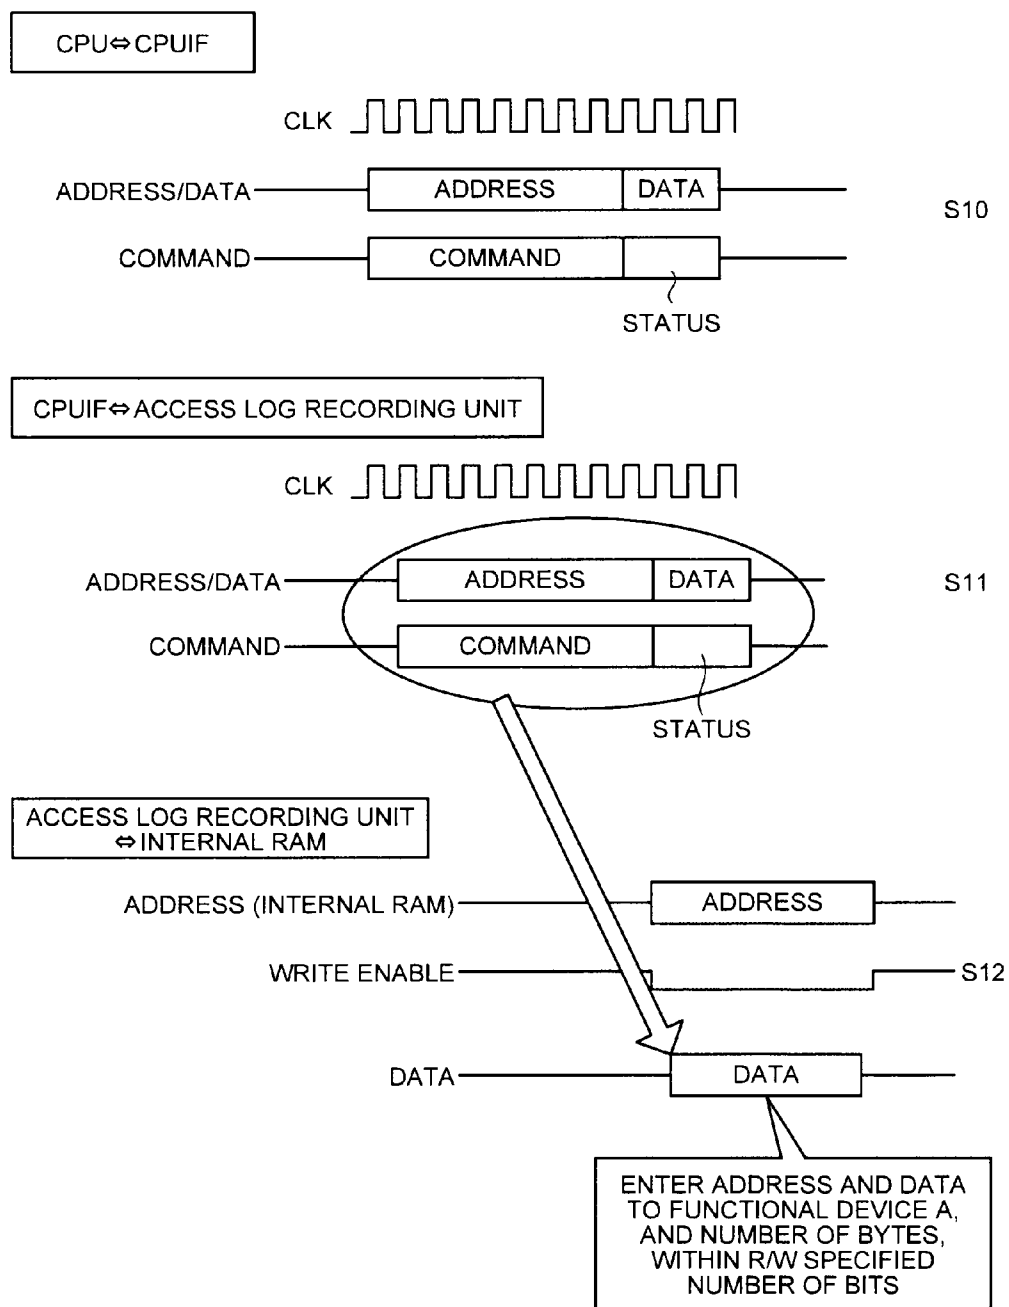 CPU⇔CPUIF
CLK
ADDRESS/DATA ADDRESS DATA
S10
COMMAND COMMAND
STATUS
CPUIF⇔ACCESS LOG RECORDING UNIT
CLK
ADDRESS/DATA ADDRESS DATA
S11
COMMAND COMMAND
STATUS
ACCESS LOG RECORDING UNIT
⇔INTERNAL RAM
ADDRESS (INTERNAL RAM) ADDRESS
WRITE ENABLE S12
DATA DATA
ENTER ADDRESS AND DATA
TO FUNCTIONAL DEVICE A,
AND NUMBER OF BYTES,
WITHIN R/W SPECIFIED
NUMBER OF BITS